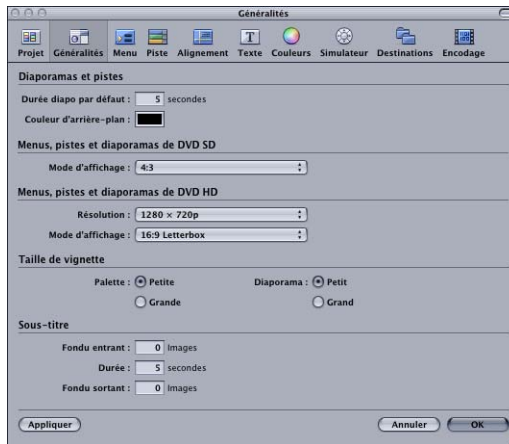 Généralités
Projet Généralités Menu Piste Alignement Texte Couleurs Simulateur Destinations Encodage
Diaporamas et pistes
Durée diapo par défaut : 5 secondes
Couleur d'arrière-plan :
Menus, pistes et diaporamas de DVD SD
Mode d'affichage : 4:3
Menus, pistes et diaporamas de DVD HD
Résolution : 1280 × 720p
Mode d'affichage : 16:9 Letterbox
Taille de vignette
Palette : Petite Diaporama : Petit
Grande Grand
Sous-titre
Fondu entrant : 0 Images
Durée : 5 secondes
Fondu sortant : 0 Images
Appliquer Annuler OK